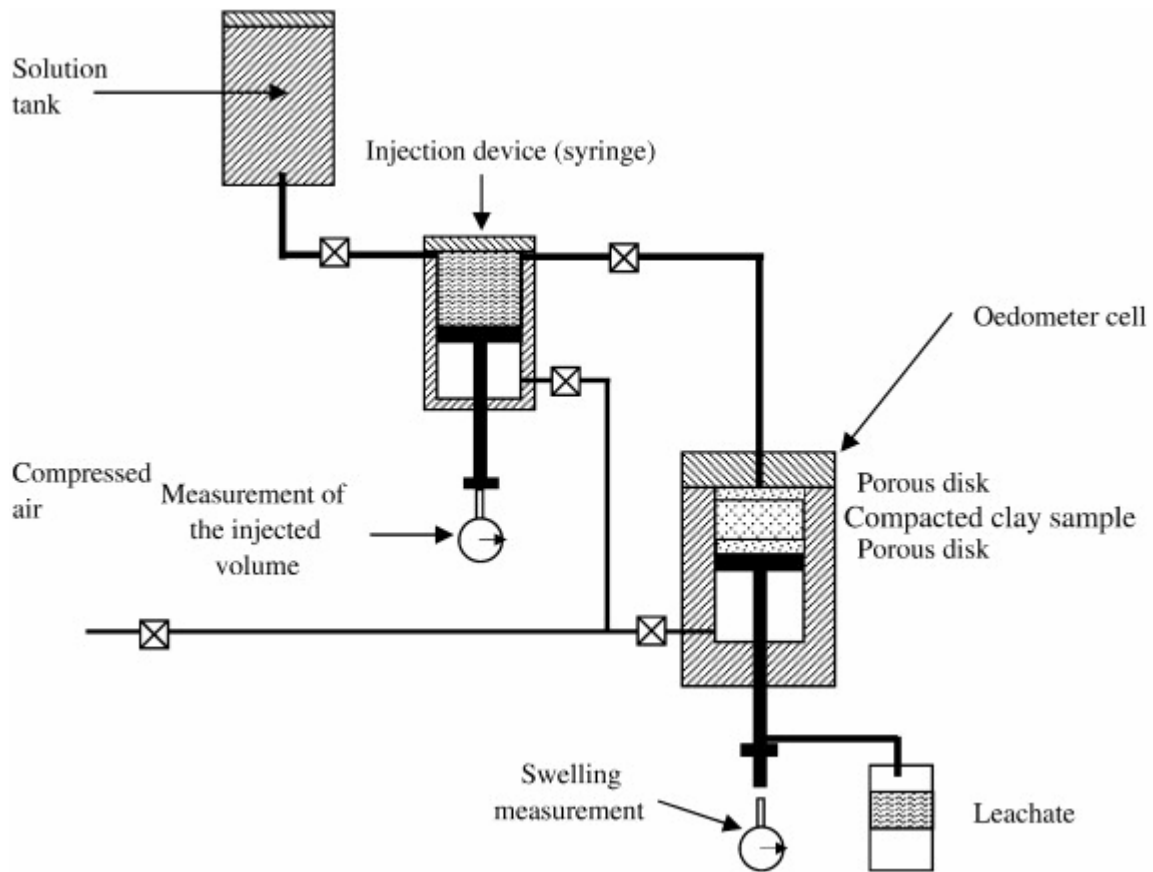 Solution
tank
Injection device (syringe)
Oedometer cell
Compressed
air
Measurement of
the injected
volume
Porous disk
Compacted clay sample
Porous disk
Swelling
measurement
Leachate